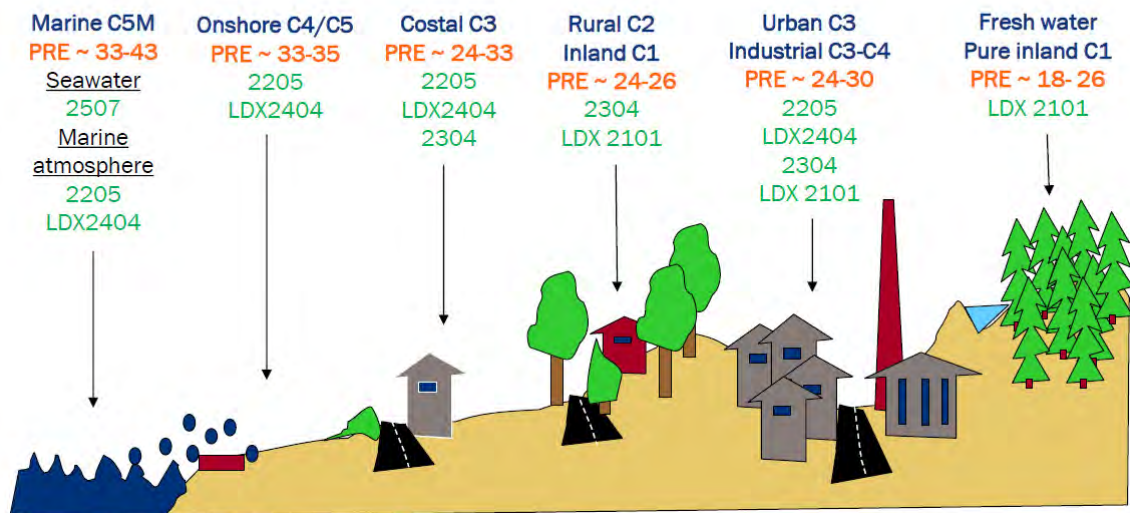 Marine C5M
PRE ~ 33-43
Seawater
2507
Marine
atmosphere
2205
LDX2404
Onshore C4/C5
PRE ~ 33-35
2205
LDX2404
Costal C3
PRE ~ 24-33
2205
LDX2404
2304
Rural C2
Inland C1
PRE ~ 24-26
2304
LDX 2101
Urban C3
Industrial C3-C4
PRE ~ 24-30
2205
LDX2404
2304
LDX 2101
Fresh water
Pure inland C1
PRE ~ 18- 26
LDX 2101